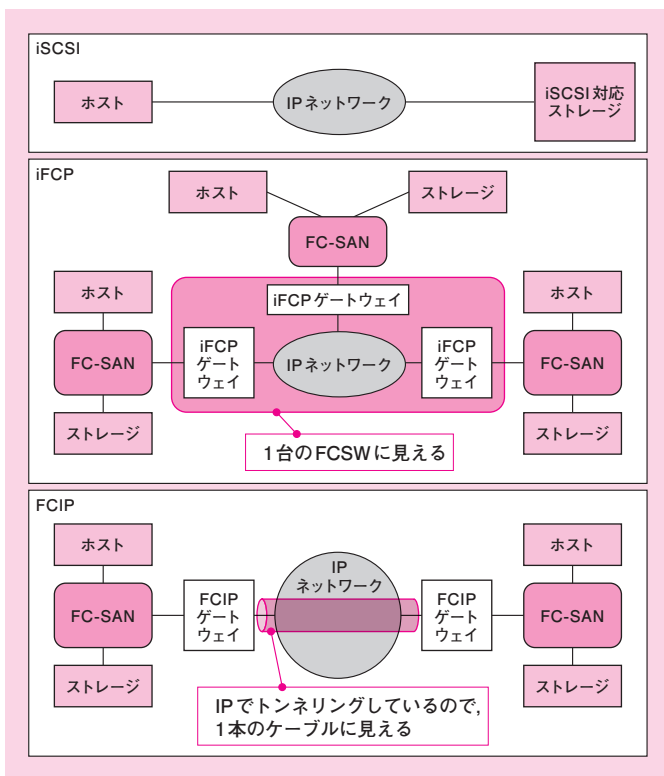 iSCSI
ホスト
IPネットワーク
iSCSI対応
ストレージ
iFCP
ホスト
ストレージ
FC-SAN
iFCPゲートウェイ
ホスト
FC-SAN
ストレージ
iFCP
ゲート
ウェイ
IPネットワーク
iFCP
ゲート
ウェイ
ホスト
FC-SAN
ストレージ
1台のFCSWに見える
FCIP
ホスト
FC-SAN
ストレージ
FCIP
ゲート
ウェイ
IP
ネットワーク
FCIP
ゲート
ウェイ
ホスト
FC-SAN
ストレージ
IPでトンネリングしているので,
1本のケーブルに見える